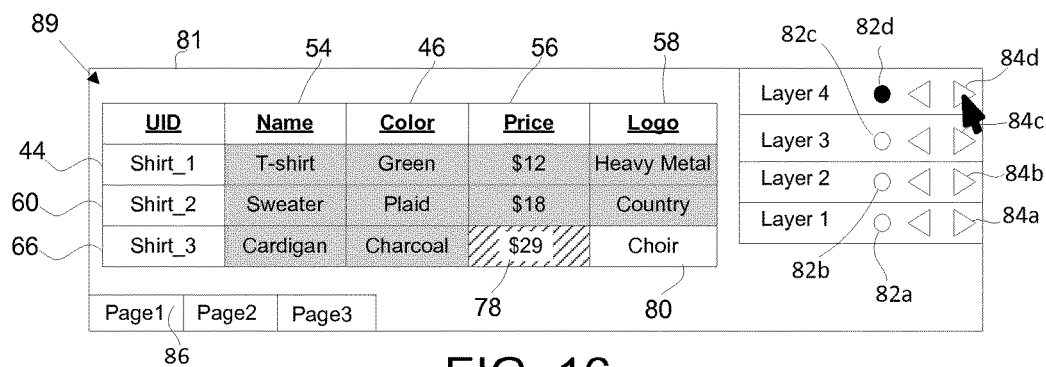 89 81 54 46 56 58 82c 82d 84d
Layer 4
84c
UID Name Color Price Logo
Layer 3
44 Shirt_1 T-shirt Green $12 Heavy Metal
Layer 2 84b
60 Shirt_2 Sweater Plaid $18 Country
Layer 1 84a
66 Shirt_3 Cardigan Charcoal $29 Choir
82b 82a
78 80
Page1 Page2 Page3
86
FIG. 16